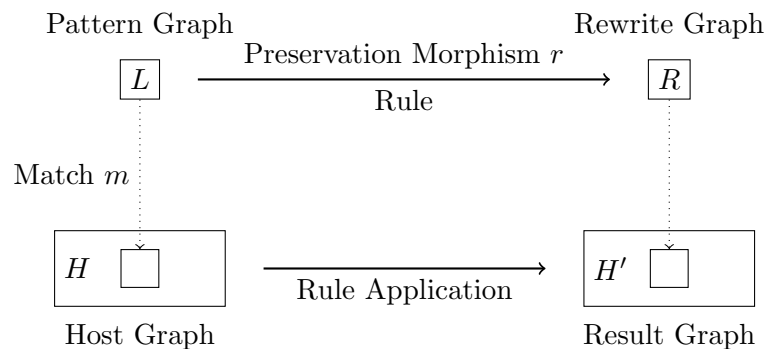 Pattern Graph
Rewrite Graph
Preservation Morphism r
L
R
Rule
Match m
H
H′
Rule Application
Host Graph
Result Graph